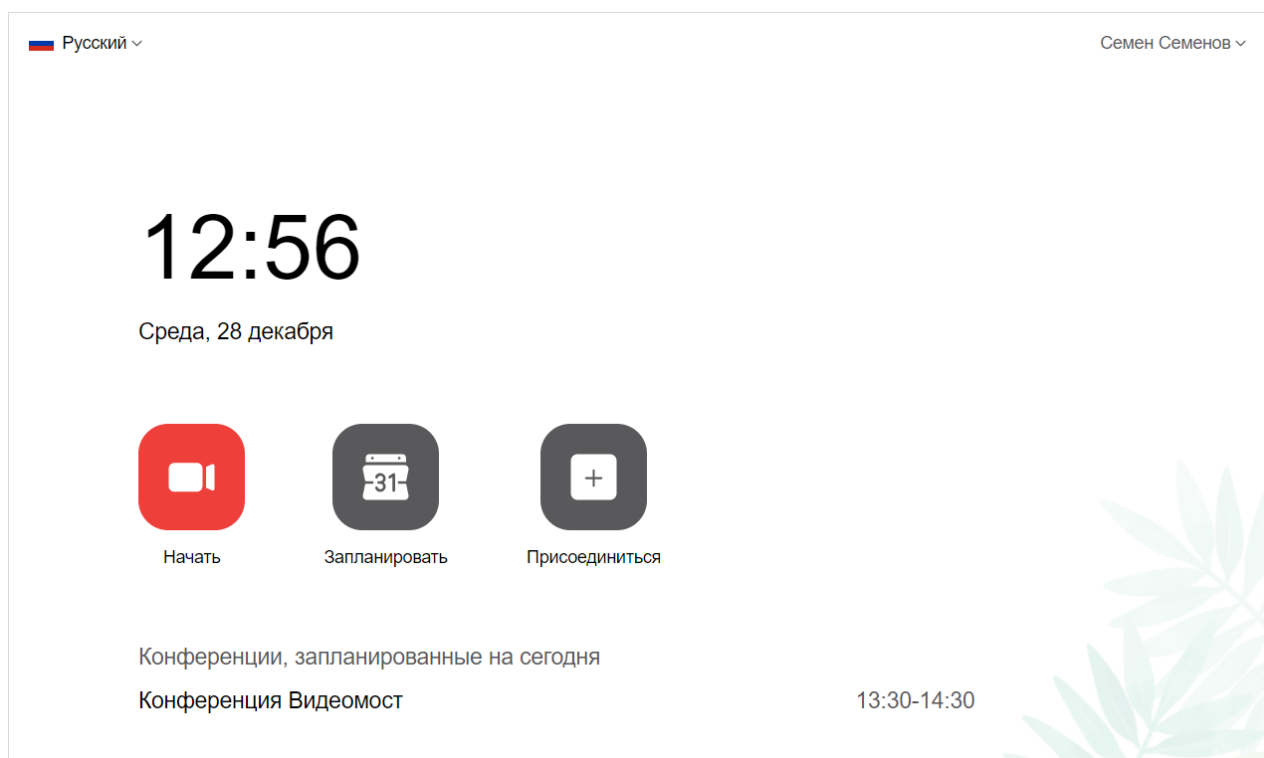 Русский
Семен Семенов
12:56
Среда, 28 декабря
31
Начать
Запланировать
Присоединиться
Конференции, запланированные на сегодня
Конференция Видеомост 13:30-14:30